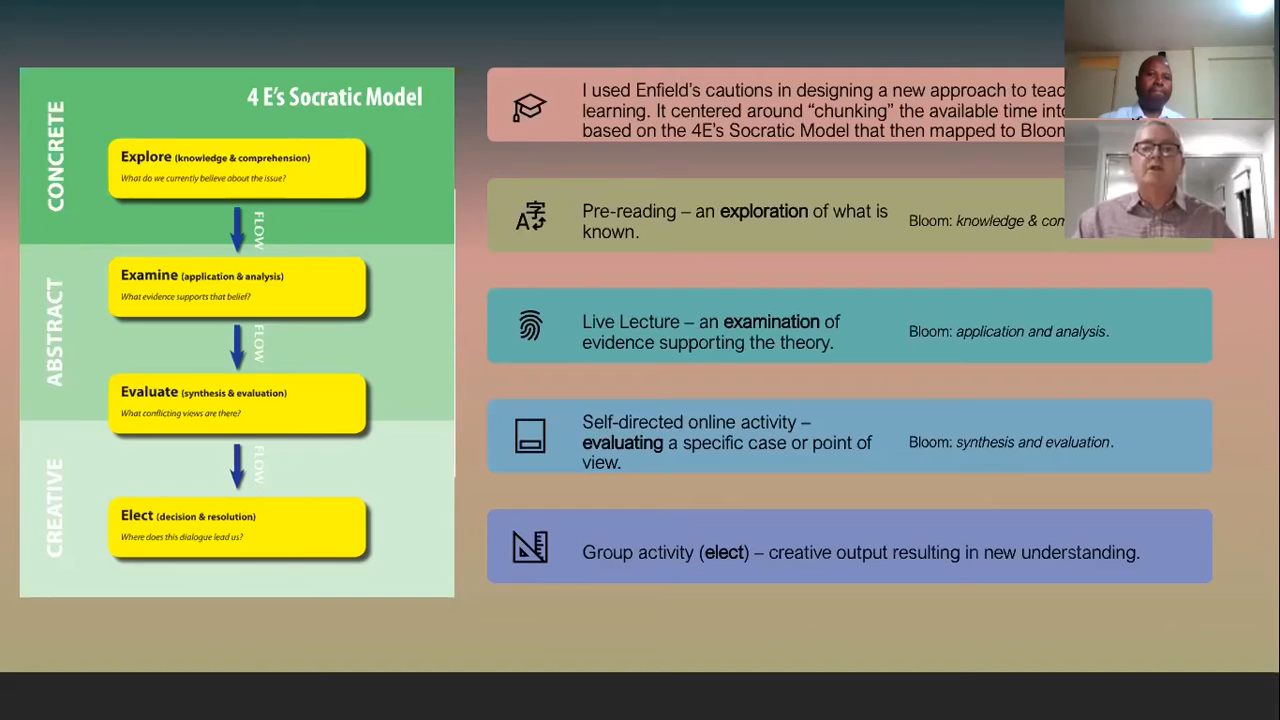 4 E's Socratic Model
CONCRETE
Explore (knowledge & comprehension)
What do we currently believe about the issue?
FLOW
ABSTRACT
Examine (application & analysis)
What evidence supports that belief?
FLOW
Evaluate (synthesis & evaluation)
What conflicting views are there?
FLOW
CREATIVE
Elect (decision & resolution)
Where does this dialogue lead us?
I used Enfield's cautions in designing a new approach to
learning. It centered around “chunking” the available time
based on the 4E's Socratic Model that then mapped to
Pre-reading – an exploration of what is
known.
Bloom: knowledge &
Live Lecture – an examination of
evidence supporting the theory.
Bloom: application and analysis.
Self-directed online activity –
evaluating a specific case or point of
view.
Bloom: synthesis and evaluation.
Group activity (elect) – creative output resulting in new understanding.